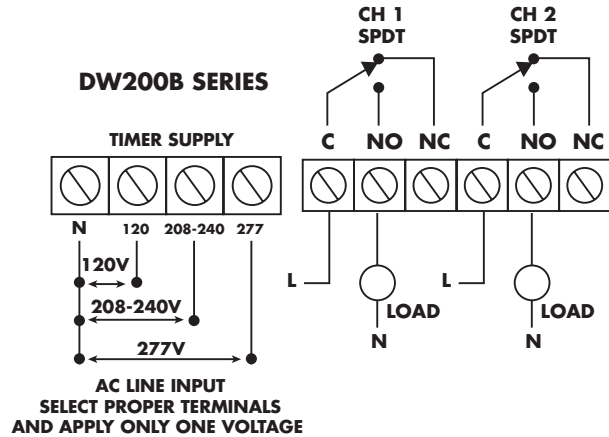 CH 1
SPDT
CH 2
SPDT
DW200B SERIES
TIMER SUPPLY
C NO NC C NO NC
N 120 208-240 277
120V
208-240V
277V
L LOAD L LOAD
N N
AC LINE INPUT
SELECT PROPER TERMINALS
AND APPLY ONLY ONE VOLTAGE